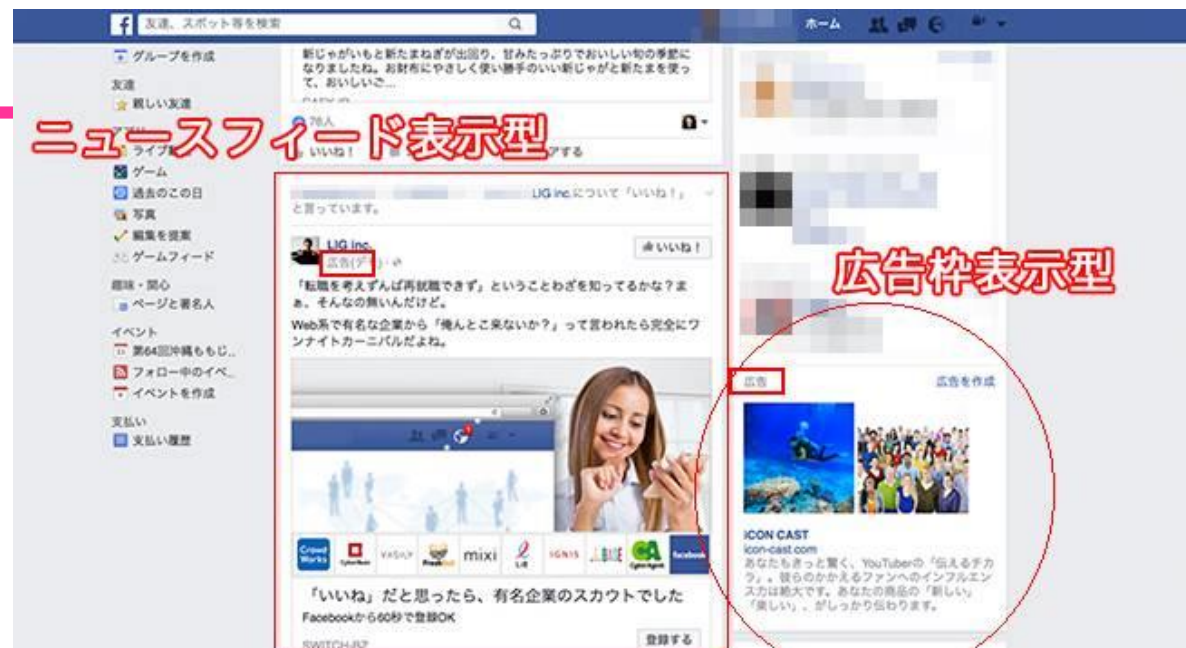 友達、スポット等を検索
ホーム
グループを作成
友達
親しい友達
ゲーム
過去のこの日
写真
編集を提案
ゲームフィード
趣味・関心
ページと著名人
イベント
第64回沖縄ももじ..
フォロー中のイベ..
イベントを作成
支払い
支払い履歴
ニュースフィード表示型
新じゃがいもと新たまねぎが出回り、甘みたっぷりでおいしい旬の季節に
なりましたね。お財布にやさしく使い勝手のいい新じゃがと新たまを使っ
て、おいしいご...
78人
いいね！
アする
LIG inc.について「いいね！」
と言っています。
LIG inc.
広告(デモ)
いいね！
「転職を考えずんば再就職できず」ということわざを知ってるかな？ま
ぁ、そんなの無いんだけど。
Web系で有名な企業から「俺んとこ来ないか？」って言われたら完全にワ
ンナイトカーニバルだよね。
Crowd Works
VASILY
mixi
LIG
IGNIS
BASE
CyberAgent
facebook
「いいね」だと思ったら、有名企業のスカウトでした
Facebookから60秒で登録OK
SWITCH-BZ
登録する
広告枠表示型
広告
広告を作成
iCON CAST
icon-cast.com
あなたもきっと驚く、YouTuberの「伝えるチカ
ラ」。彼らのかかえるファンへのインフルエン
ス力は絶大です。あなたの商品の「新しい」
「楽しい」、がしっかり伝わります。